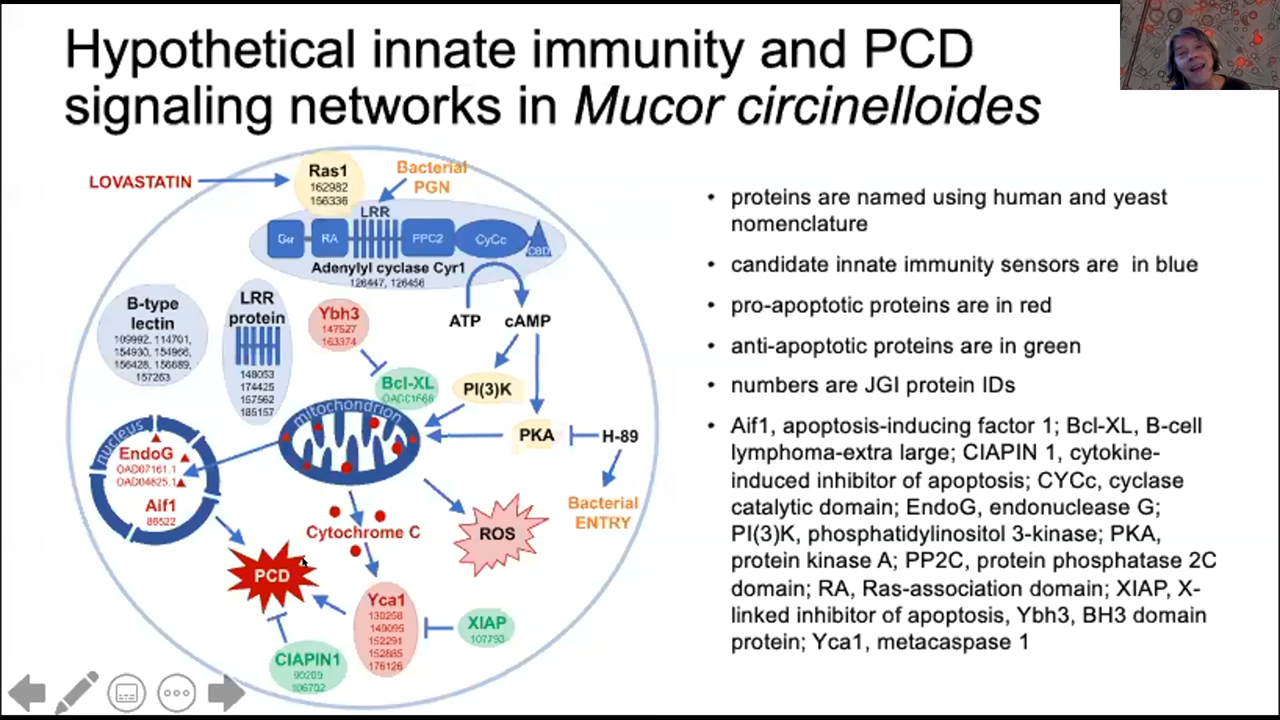 Hypothetical innate immunity and PCD
signaling networks in Mucor circinelloides
LOVASTATIN
Ras1
162982
156336
Bacterial
PGN
LRR
Gα
RA
PPC2
CyCc
CBD
Adenylyl cyclase Cyr1
126447, 126456
ATP
cAMP
B-type
lectin
109992, 114701,
154930, 154966,
156428, 156689,
157263
LRR
protein
148053
174425
157562
185157
Ybh3
147527
163374
Bcl-XL
OAD01666
PI(3)K
PKA
H-89
Bacterial
ENTRY
mitochondrion
nucleus
EndoG
OAD07161.1
OAD04825.1
Aif1
86522
Cytochrome C
ROS
PCD
Yca1
130258
140095
152291
152885
176126
XIAP
107793
CIAPIN1
90209
106702
• proteins are named using human and yeast
nomenclature
• candidate innate immunity sensors are in blue
• pro-apoptotic proteins are in red
• anti-apoptotic proteins are in green
• numbers are JGI protein IDs
• Aif1, apoptosis-inducing factor 1; Bcl-XL, B-cell
lymphoma-extra large; CIAPIN 1, cytokine-
induced inhibitor of apoptosis; CYCc, cyclase
catalytic domain; EndoG, endonuclease G;
PI(3)K, phosphatidylinositol 3-kinase; PKA,
protein kinase A; PP2C, protein phosphatase 2C
domain; RA, Ras-association domain; XIAP, X-
linked inhibitor of apoptosis, Ybh3, BH3 domain
protein; Yca1, metacaspase 1